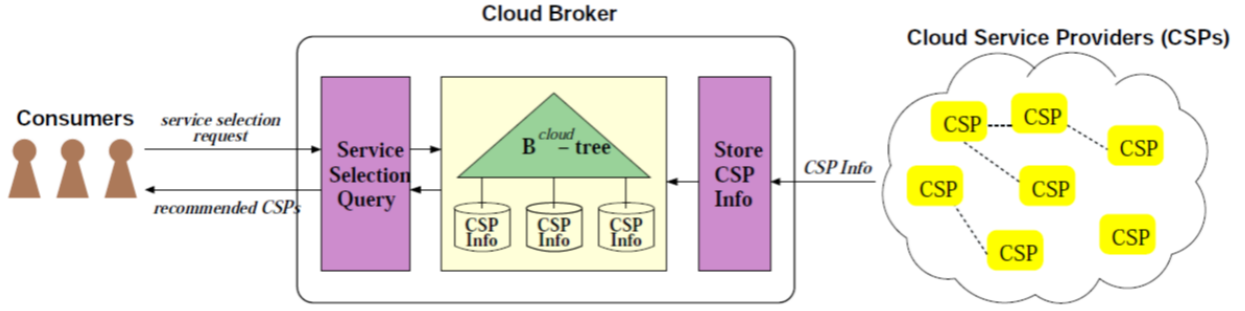 Cloud Broker
Cloud Service Providers (CSPs)
Consumers
service selection
request
recommended CSPs
Service
Selection
Query
B^cloud – tree
CSP
Info
CSP
Info
CSP
Info
Store
CSP
Info
CSP Info
CSP
CSP
CSP
CSP
CSP
CSP
CSP